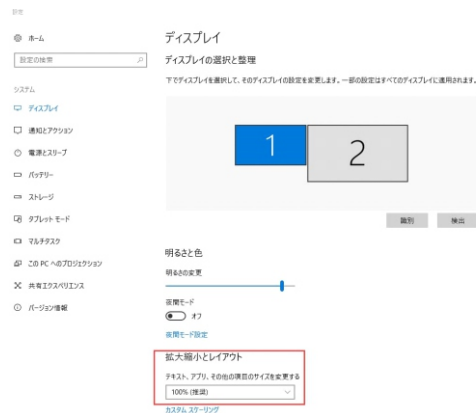 設定
ホーム
設定の検索
システム
ディスプレイ
通知とアクション
電源とスリープ
バッテリー
ストレージ
タブレット モード
マルチタスク
この PC へのプロジェクション
共有エクスペリエンス
バージョン情報
ディスプレイ
ディスプレイの選択と整理
下でディスプレイを選択して、そのディスプレイの設定を変更します。一部の設定はすべてのディスプレイに適用されます。
1
2
識別
検出
明るさと色
明るさの変更
夜間モード
オフ
夜間モード設定
拡大縮小とレイアウト
テキスト、アプリ、その他の項目のサイズを変更する
100% (推奨)
カスタム スケーリング